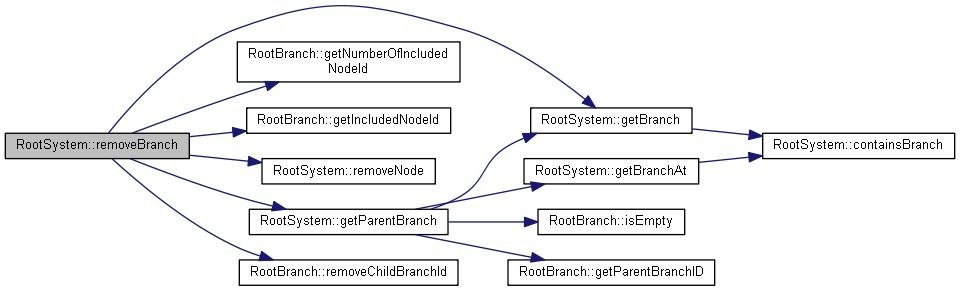 RootSystem::removeBranch
RootBranch::getNumberOfIncluded
NodeId
RootBranch::getIncludedNodeId
RootSystem::removeNode
RootSystem::getParentBranch
RootBranch::removeChildBranchId
RootSystem::getBranch
RootSystem::getBranchAt
RootBranch::isEmpty
RootBranch::getParentBranchID
RootSystem::containsBranch